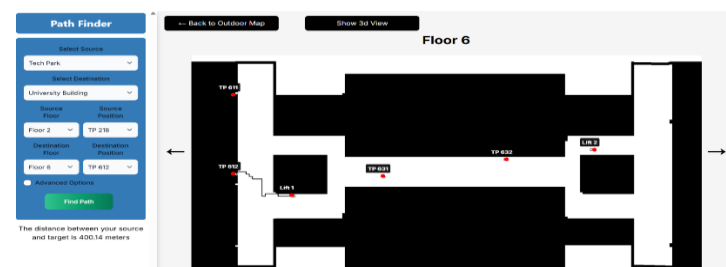 Path Finder
Select Source
Tech Park
Select Destination
University Building
Source Floor
Source Position
Floor 2
TP 218
Destination Floor
Destination Position
Floor 6
TP 612
Advanced Options
Find Path
The distance between your source
and target is 400.14 meters
← Back to Outdoor Map
Show 3d View
Floor 6
TP 611
TP 632
Lift 2
TP 612
TP 631
Lift 1